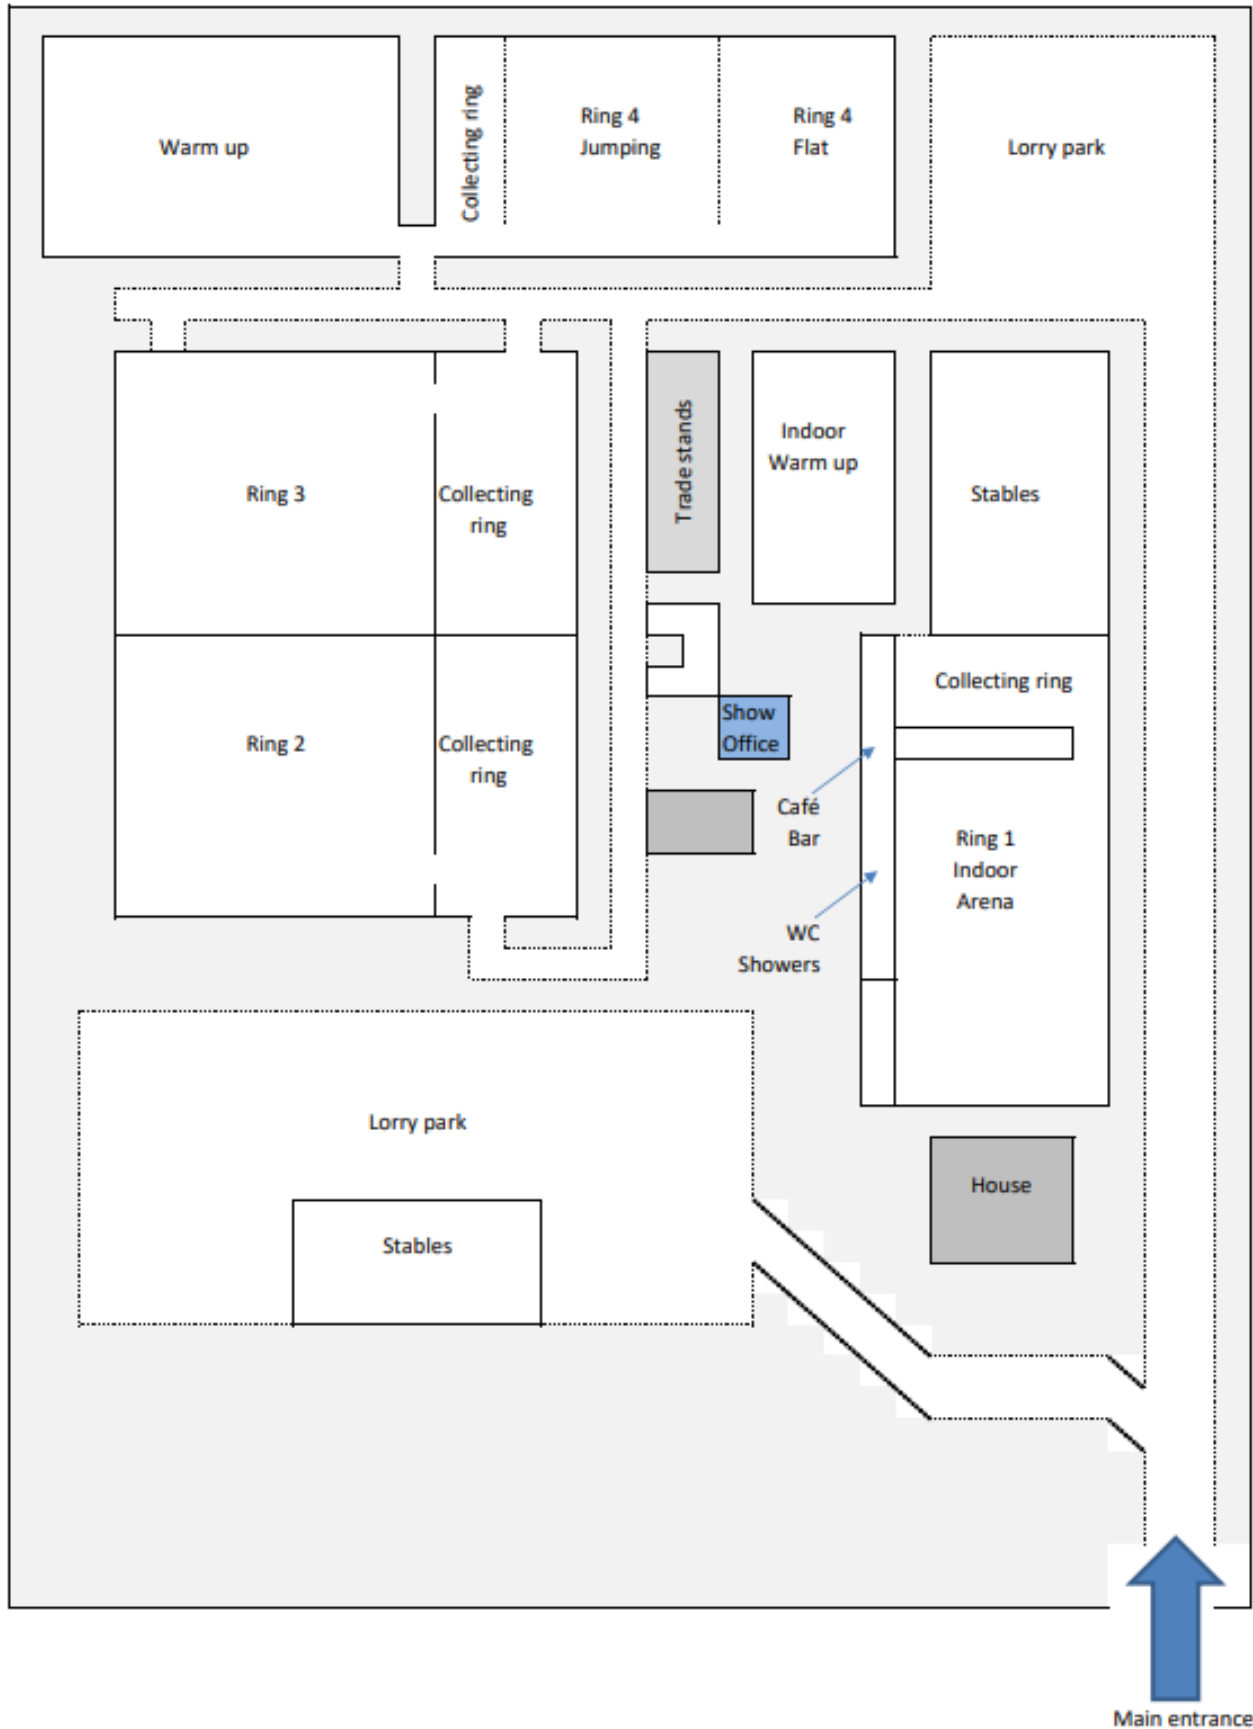 Warm up
Collecting ring
Ring 4
Jumping
Ring 4
Flat
Lorry park
Ring 3
Collecting
ring
Trade stands
Indoor
Warm up
Stables
Ring 2
Collecting
ring
Show
Office
Collecting ring
Café
Bar
Ring 1
Indoor
Arena
WC
Showers
Lorry park
Stables
House
Main entrance